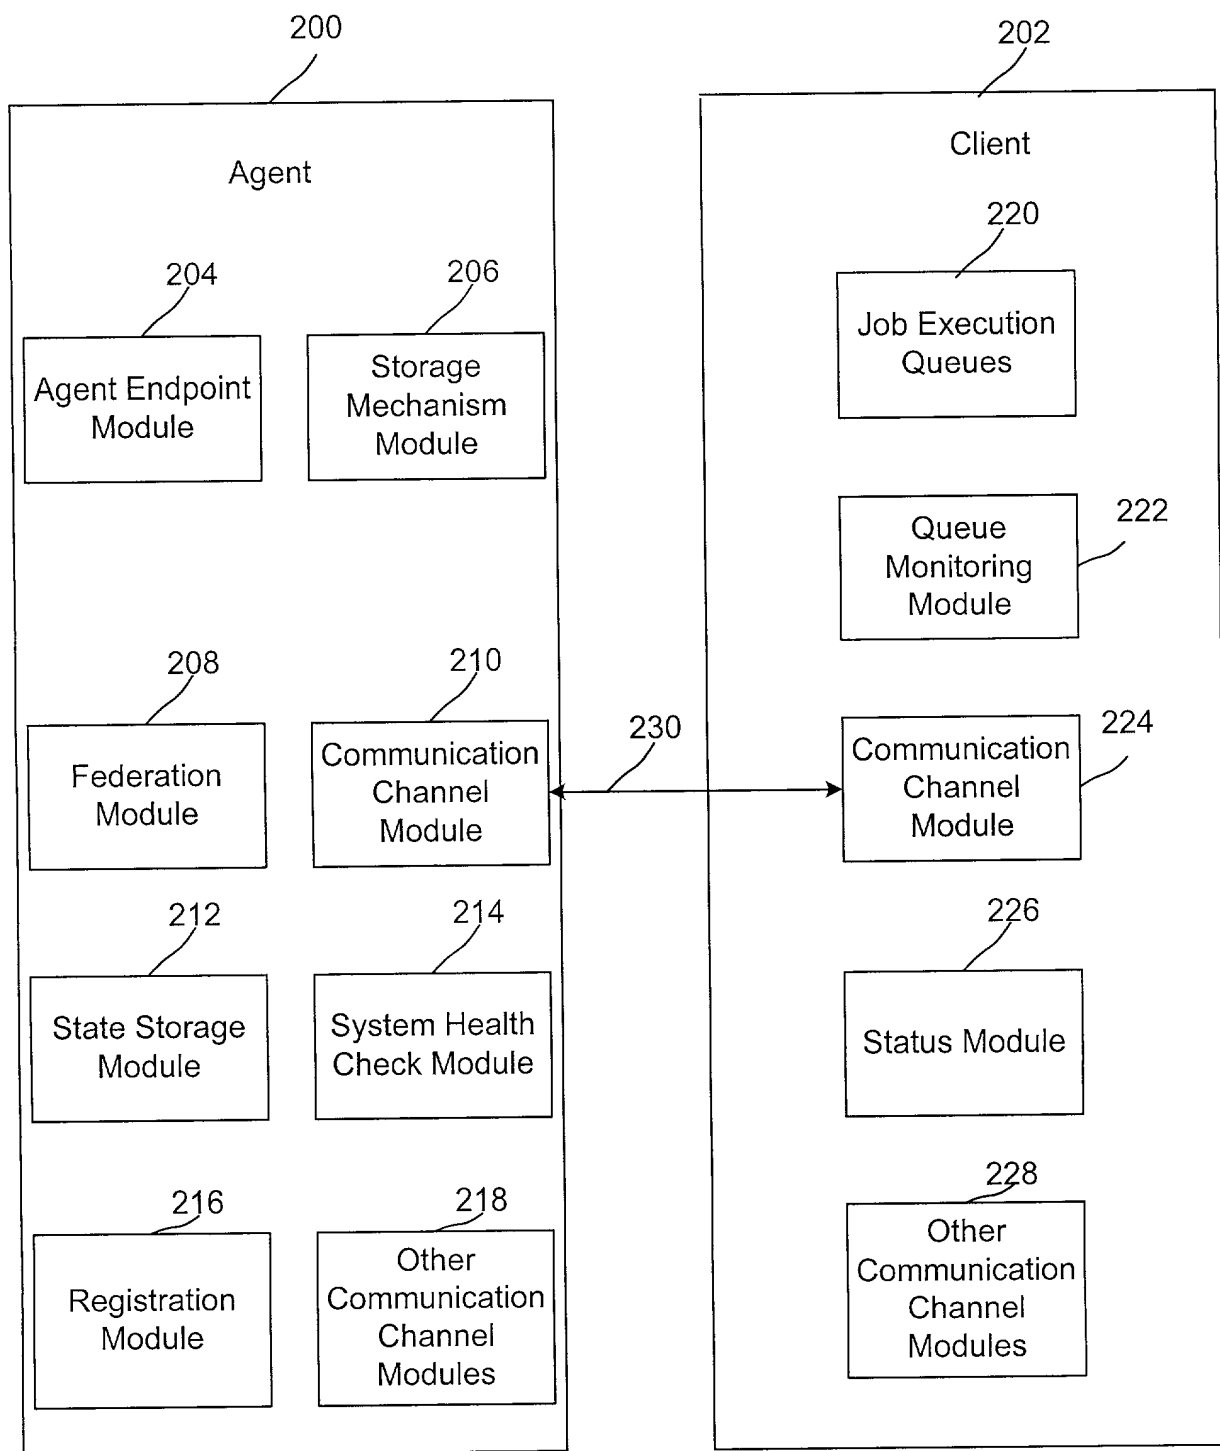 200
202
Agent
Client
204
206
220
Agent Endpoint
Module
Storage
Mechanism
Module
Job Execution
Queues
222
Queue
Monitoring
Module
208
210
230
224
Federation
Module
Communication
Channel
Module
Communication
Channel
Module
212
214
226
State Storage
Module
System Health
Check Module
Status Module
216
218
228
Registration
Module
Other
Communication
Channel
Modules
Other
Communication
Channel
Modules